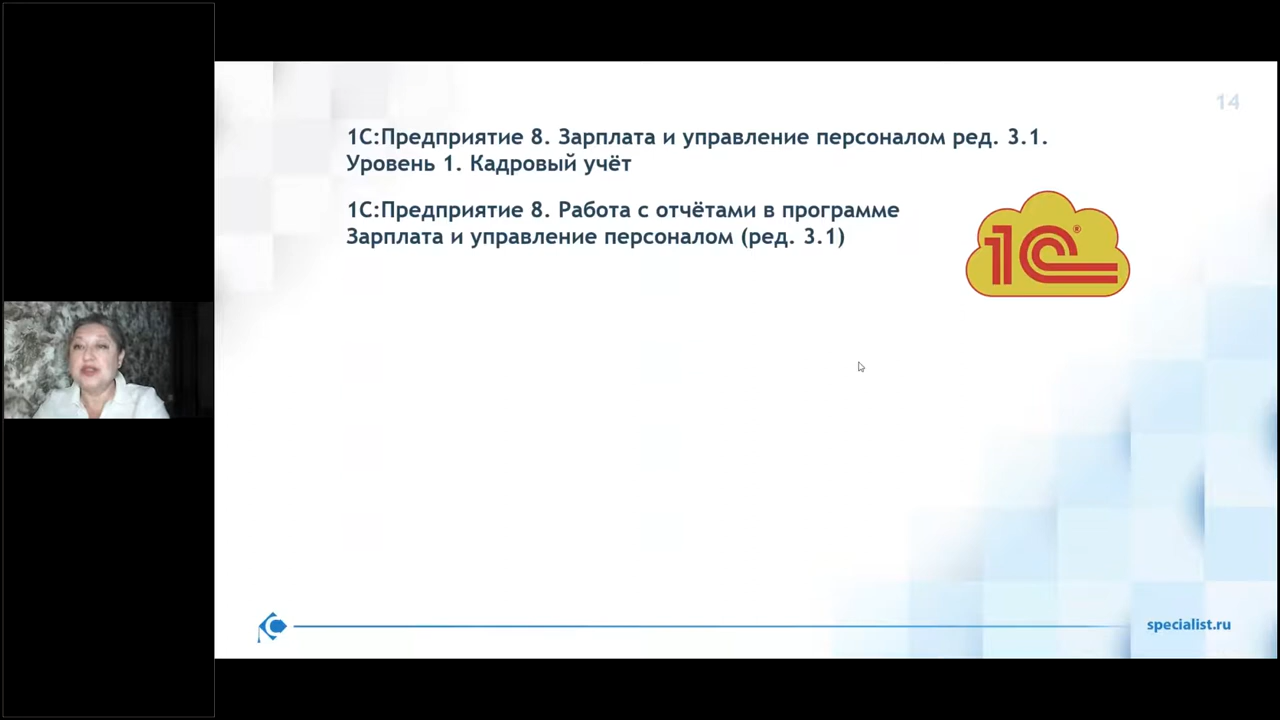 14
1С:Предприятие 8. Зарплата и управление персоналом ред. 3.1.
Уровень 1. Кадровый учёт
1С:Предприятие 8. Работа с отчётами в программе
Зарплата и управление персоналом (ред. 3.1)
1С®
specialist.ru